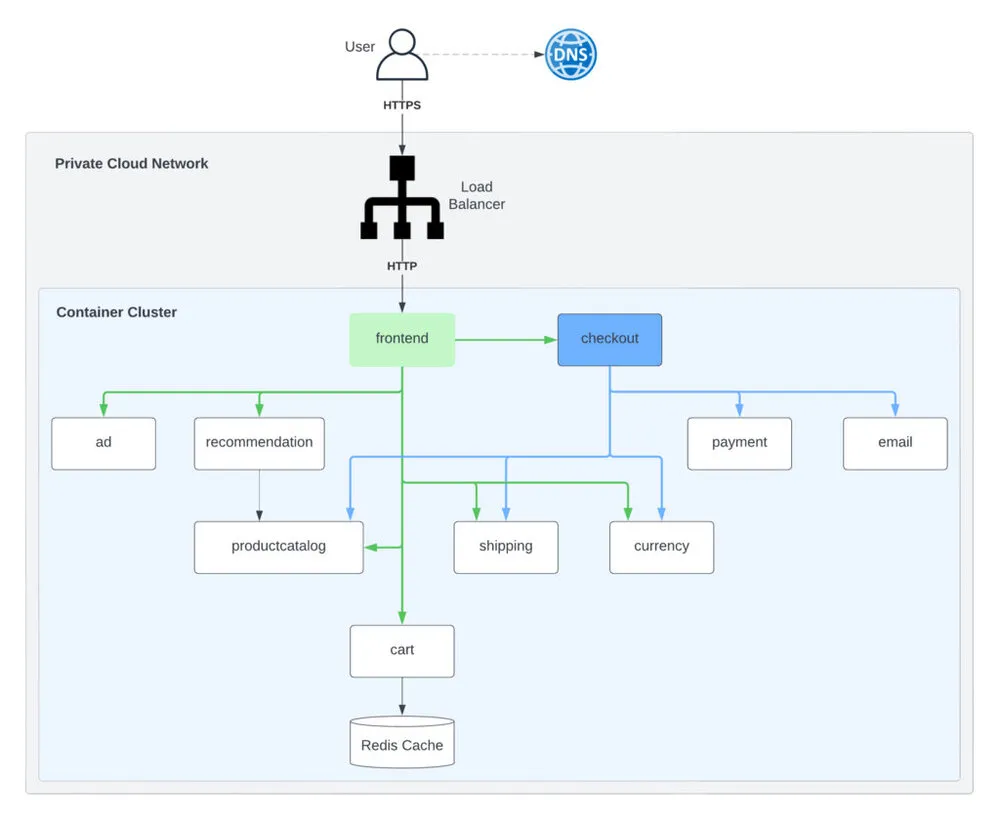 User
DNS
HTTPS
Private Cloud Network
Load
Balancer
HTTP
Container Cluster
frontend
checkout
ad
recommendation
payment
email
productcatalog
shipping
currency
cart
Redis Cache